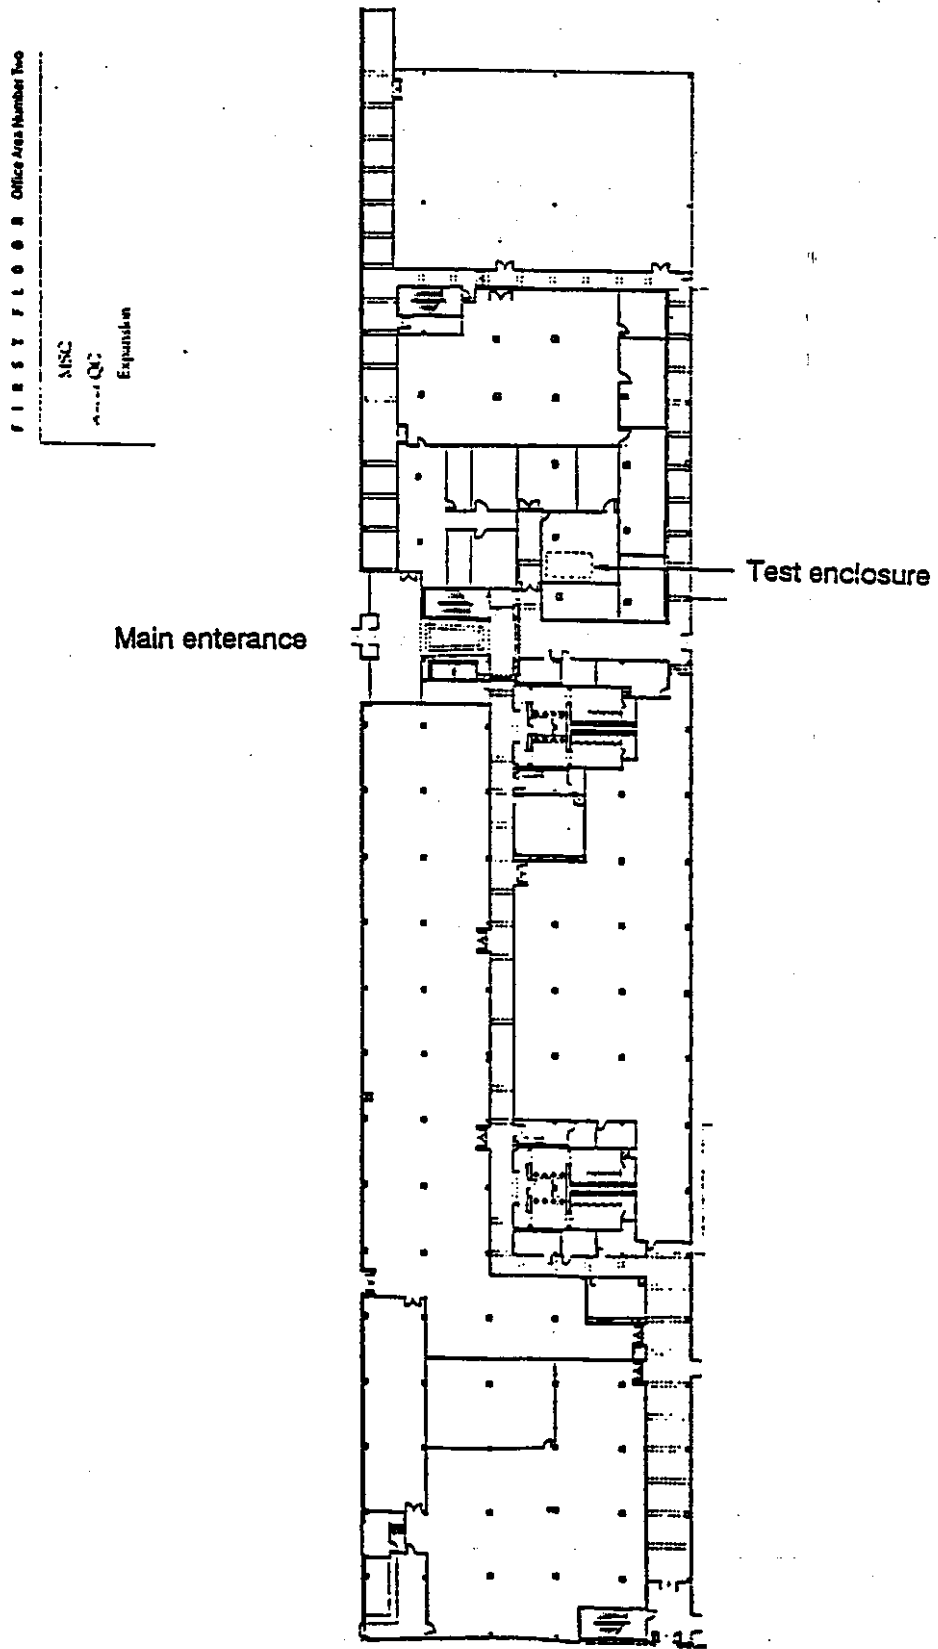 FIRST FLOOR Office Area Number Two
MSC
QC
Expansion
Test enclosure
Main enterance